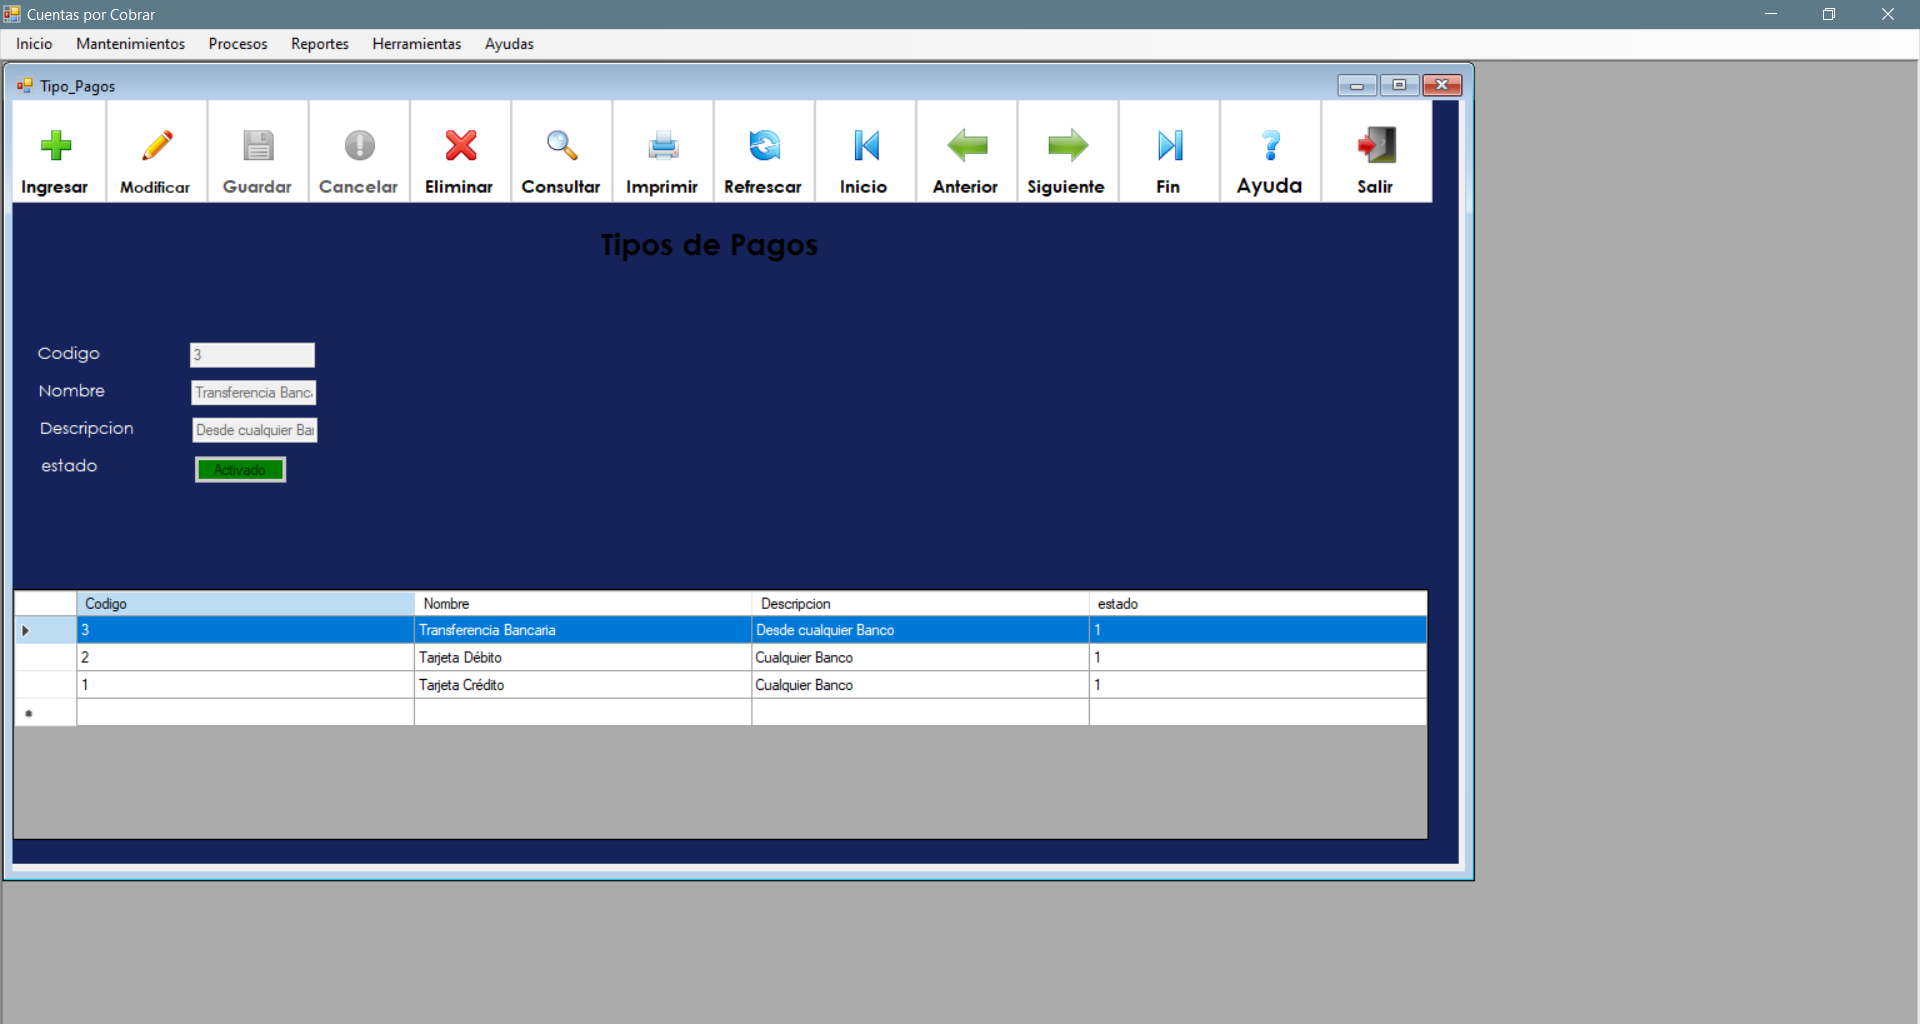 Cuentas por Cobrar
Inicio Mantenimientos Procesos Reportes Herramientas Ayudas
Tipo_Pagos
Ingresar Modificar Guardar Cancelar Eliminar Consultar Imprimir Refrescar Inicio Anterior Siguiente Fin Ayuda Salir
Tipos de Pagos
Codigo 3
Nombre Transferencia Banca
Descripcion Desde cualquier Ban
estado Activado
Codigo Nombre Descripcion estado
3 Transferencia Bancaria Desde cualquier Banco 1
2 Tarjeta Débito Cualquier Banco 1
1 Tarjeta Crédito Cualquier Banco 1